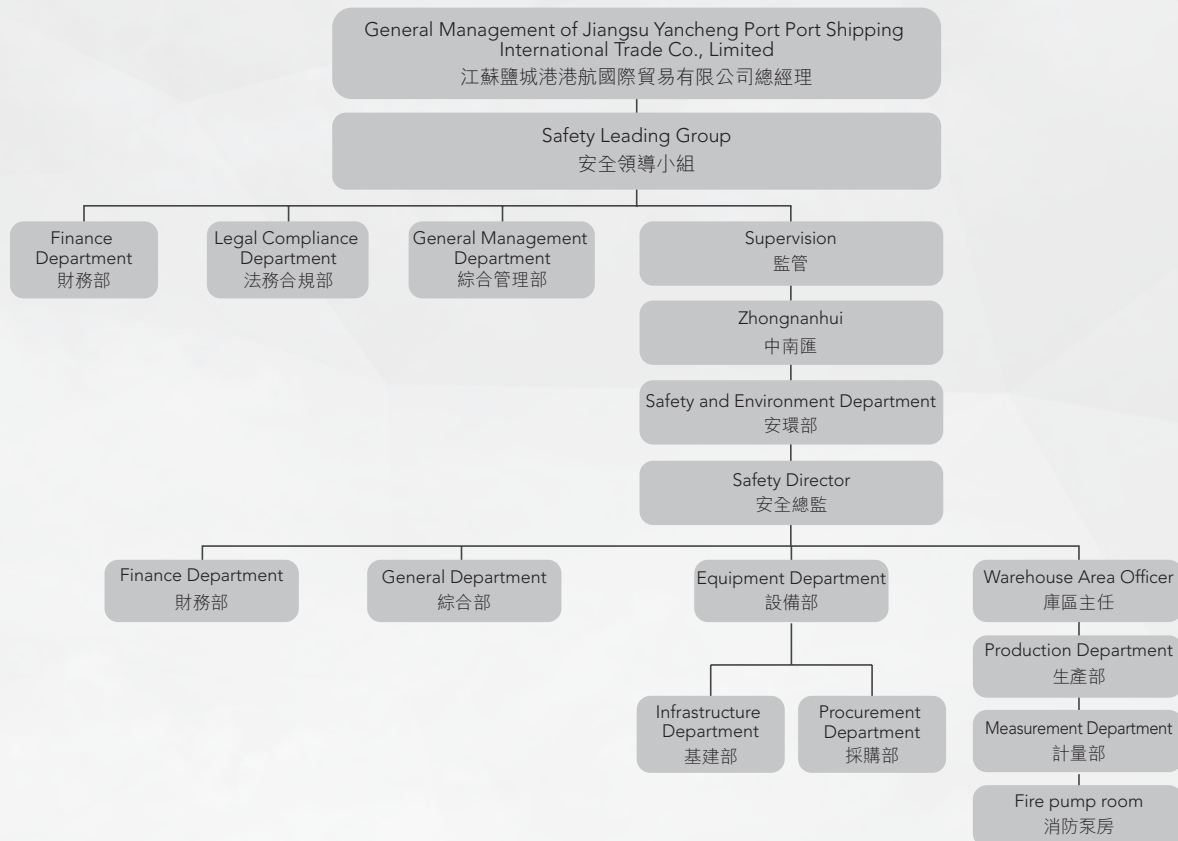 General Management of Jiangsu Yancheng Port Port Shipping
International Trade Co., Limited
江蘇鹽城港港航國際貿易有限公司總經理
Safety Leading Group
安全領導小組
Finance
Department
財務部
Legal Compliance
Department
法務合規部
General Management
Department
綜合管理部
Supervision
監管
Zhongnanhui
中南匯
Safety and Environment Department
安環部
Safety Director
安全總監
Finance Department
財務部
General Department
綜合部
Equipment Department
設備部
Warehouse Area Officer
庫區主任
Infrastructure
Department
基建部
Procurement
Department
採購部
Production Department
生產部
Measurement Department
計量部
Fire pump room
消防泵房